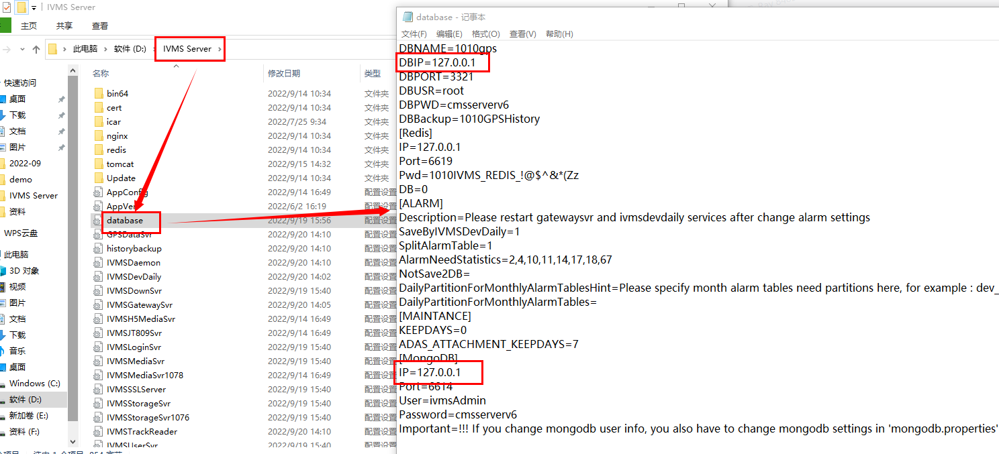 IVMS Server
主页 共享 查看
此电脑 软件 (D:) IVMS Server
名称 修改日期 类型
快速访问
桌面
下载
文档
图片
2022-09
demo
IVMS Server
资料
WPS云盘
此电脑
3D 对象
视频
图片
文档
下载
音乐
桌面
Windows (C:)
软件 (D:)
新加卷 (E:)
资料 (F:)
bin64 2022/9/14 10:34 文件夹
cert 2022/9/14 10:34 文件夹
icar 2022/7/25 9:34 文件夹
nginx 2022/9/14 10:34 文件夹
redis 2022/9/14 10:34 文件夹
tomcat 2022/9/15 14:32 文件夹
Update 2022/9/14 10:34 文件夹
AppConfig 2022/9/14 16:49 配置设置
AppVer 2022/6/2 16:19 配置设置
database 2022/9/19 15:56 配置设置
GPSDataSvr 2022/9/20 14:10 配置设置
historybackup 2022/9/20 14:10 配置设置
IVMSDaemon 2022/9/20 14:10 配置设置
IVMSDevDaily 2022/9/20 14:02 配置设置
IVMSDownSvr 2022/9/19 15:40 配置设置
IVMSGatewaySvr 2022/9/20 14:05 配置设置
IVMSH5MediaSvr 2022/9/14 16:49 配置设置
IVMSJT809Svr 2022/9/14 16:49 配置设置
IVMSLoginSvr 2022/9/19 15:40 配置设置
IVMSMediaSvr 2022/9/19 15:40 配置设置
IVMSMediaSvr1078 2022/9/14 16:49 配置设置
IVMSSSLServer 2022/9/19 15:40 配置设置
IVMSStorageSvr 2022/9/19 15:40 配置设置
IVMSStorageSvr1076 2022/9/19 15:40 配置设置
IVMSTrackReader 2022/9/20 14:10 配置设置
IVMSUserSvr 2022/9/19 15:40 配置设置
database - 记事本
文件(F) 编辑(E) 格式(O) 查看(V) 帮助(H)
DBNAME=1010gps
DBIP=127.0.0.1
DBPORT=3321
DBUSR=root
DBPWD=cmsserverv6
DBBackup=1010GPSHistory
[Redis]
IP=127.0.0.1
Port=6619
Pwd=1010IVMS_REDIS_!@$^&*(Zz
DB=0
[ALARM]
Description=Please restart gatewaysvr and ivmsdevdaily services after change alarm settings
SaveByIVMSDevDaily=1
SplitAlarmTable=1
AlarmNeedStatistics=2,4,10,11,14,17,18,67
NotSave2DB=
DailyPartitionForMonthlyAlarmTablesHint=Please specify month alarm tables need partitions here, for example : dev_
DailyPartitionForMonthlyAlarmTables=
[MAINTANCE]
KEEPDAYS=0
ADAS_ATTACHMENT_KEEPDAYS=7
[MongoDB]
IP=127.0.0.1
Port=6614
User=ivmsAdmin
Password=cmsserverv6
Important=!!! If you change mongodb user info, you also have to change mongodb settings in 'mongodb.properties'